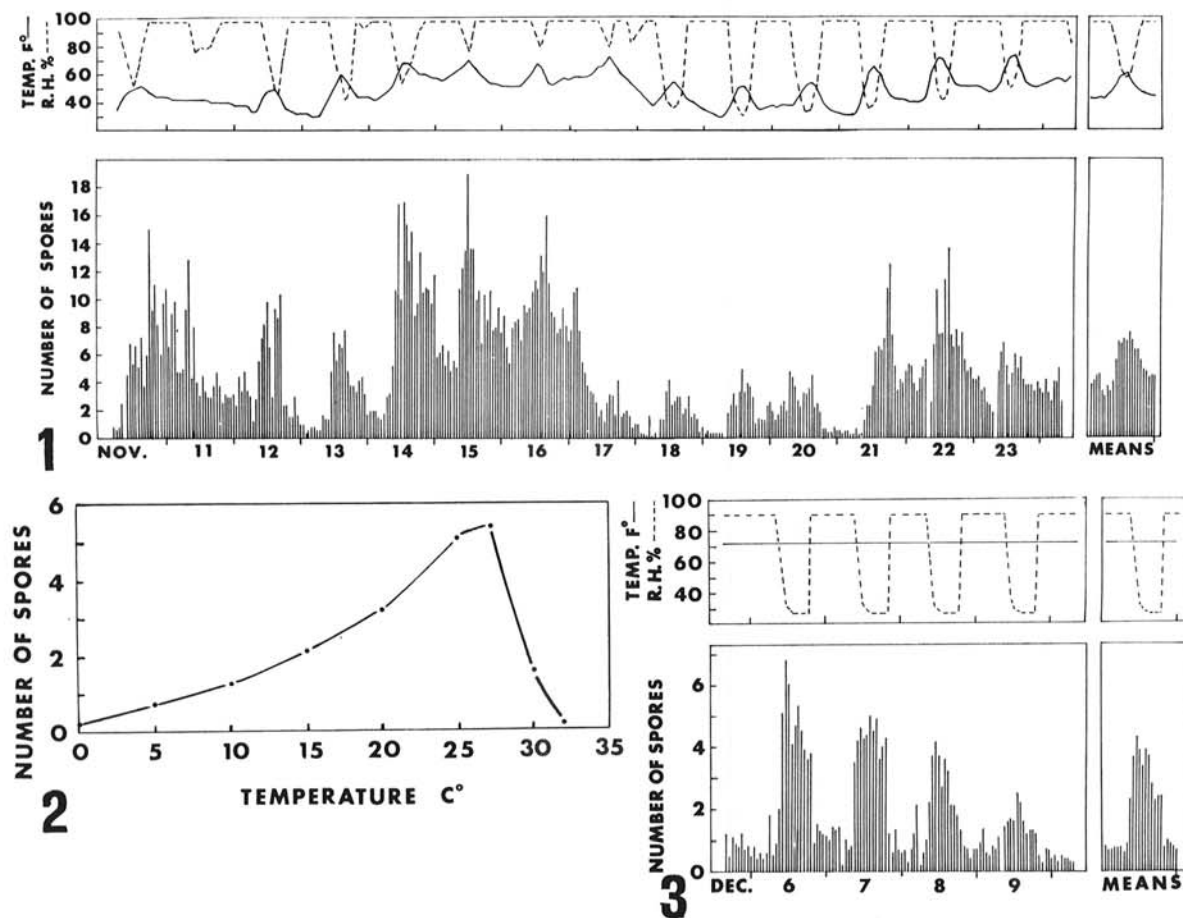 TEMP. F°—
R.H.% ---
100
80
60
40
NUMBER OF SPORES
18
16
14
12
10
8
6
4
2
0
1
NOV. 11 12 13 14 15 16 17 18 19 20 21 22 23 MEANS
NUMBER OF SPORES
6
4
2
0
0 5 10 15 20 25 30 35
TEMPERATURE C°
2
TEMP. F°—
R.H.% ---
100
80
60
40
NUMBER OF SPORES
6
4
2
0
3
DEC. 6 7 8 9 MEANS